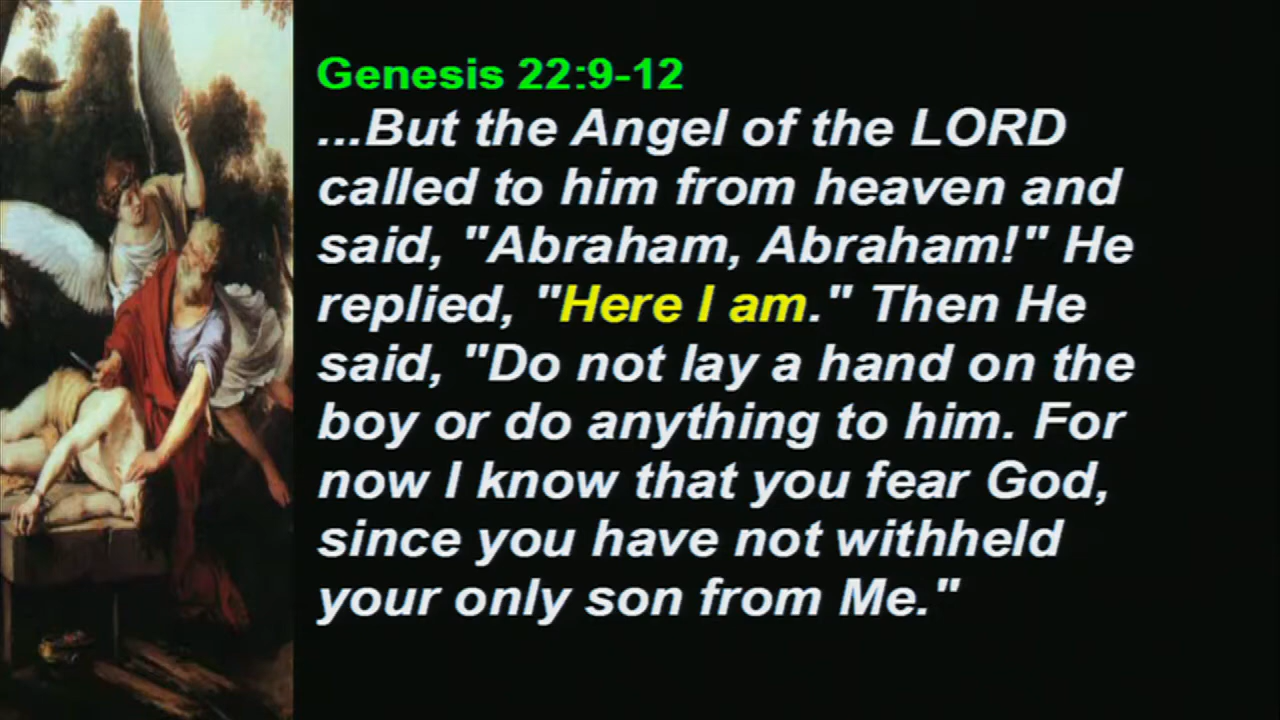 Genesis 22:9-12
...But the Angel of the LORD
called to him from heaven and
said, "Abraham, Abraham!" He
replied, "Here I am." Then He
said, "Do not lay a hand on the
boy or do anything to him. For
now I know that you fear God,
since you have not withheld
your only son from Me."